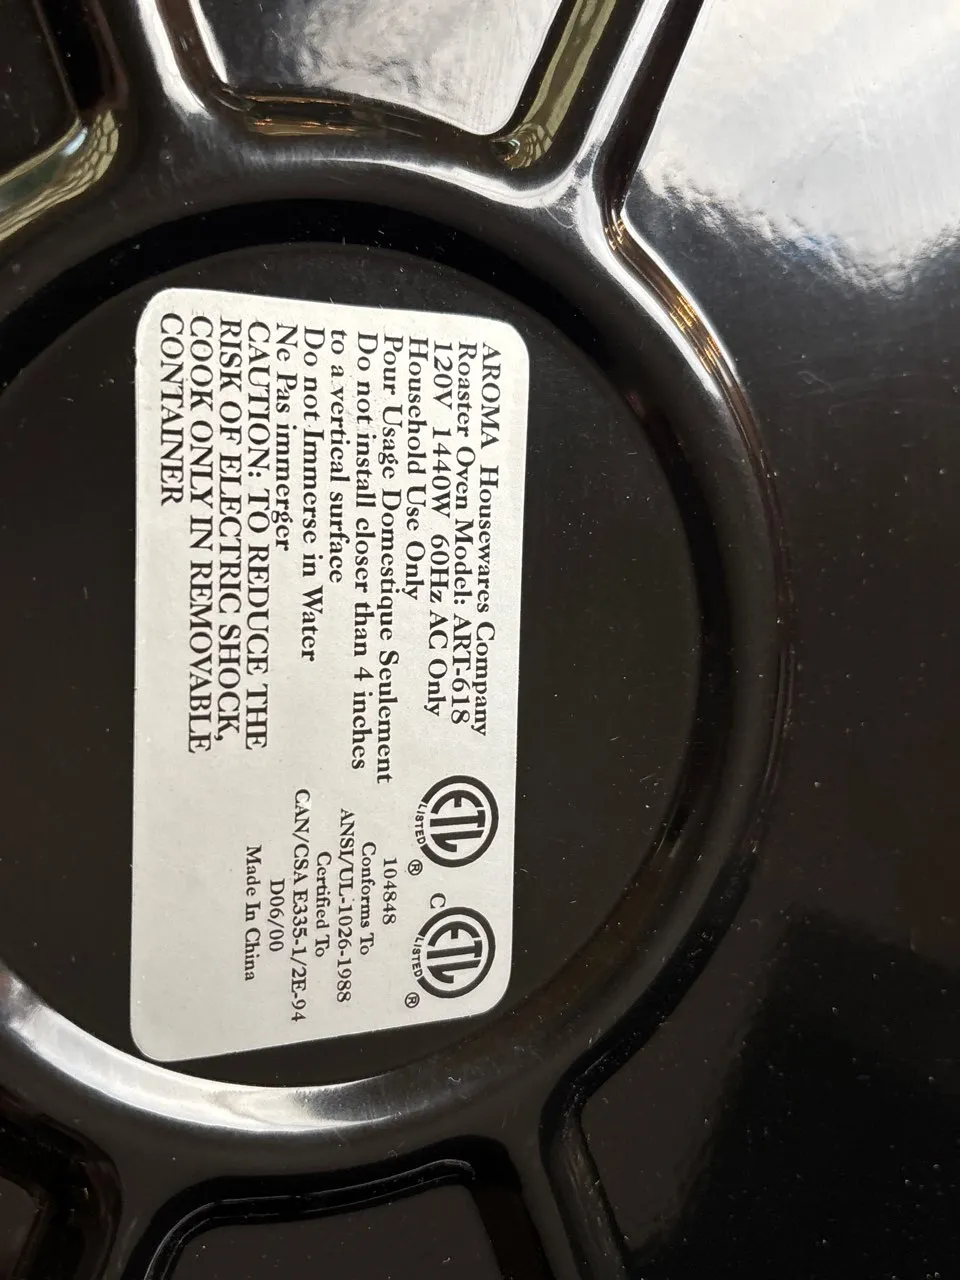 AROMA Housewares Company
Roaster Oven Model: ART-618
120V 1440W 60Hz AC Only
Household Use Only
Pour Usage Domestique Seulement
Do not install closer than 4 inches
to a vertical surface
Do not Immerse in Water
Ne Pas immerger
CAUTION: TO REDUCE THE
RISK OF ELECTRIC SHOCK,
COOK ONLY IN REMOVABLE
CONTAINER
ETL
LISTED ®
C ETL
LISTED ®
104848
Conforms To
ANSI/UL-1026-1988
Certified To
CAN/CSA E335-1/2E-94
D06/00
Made In China